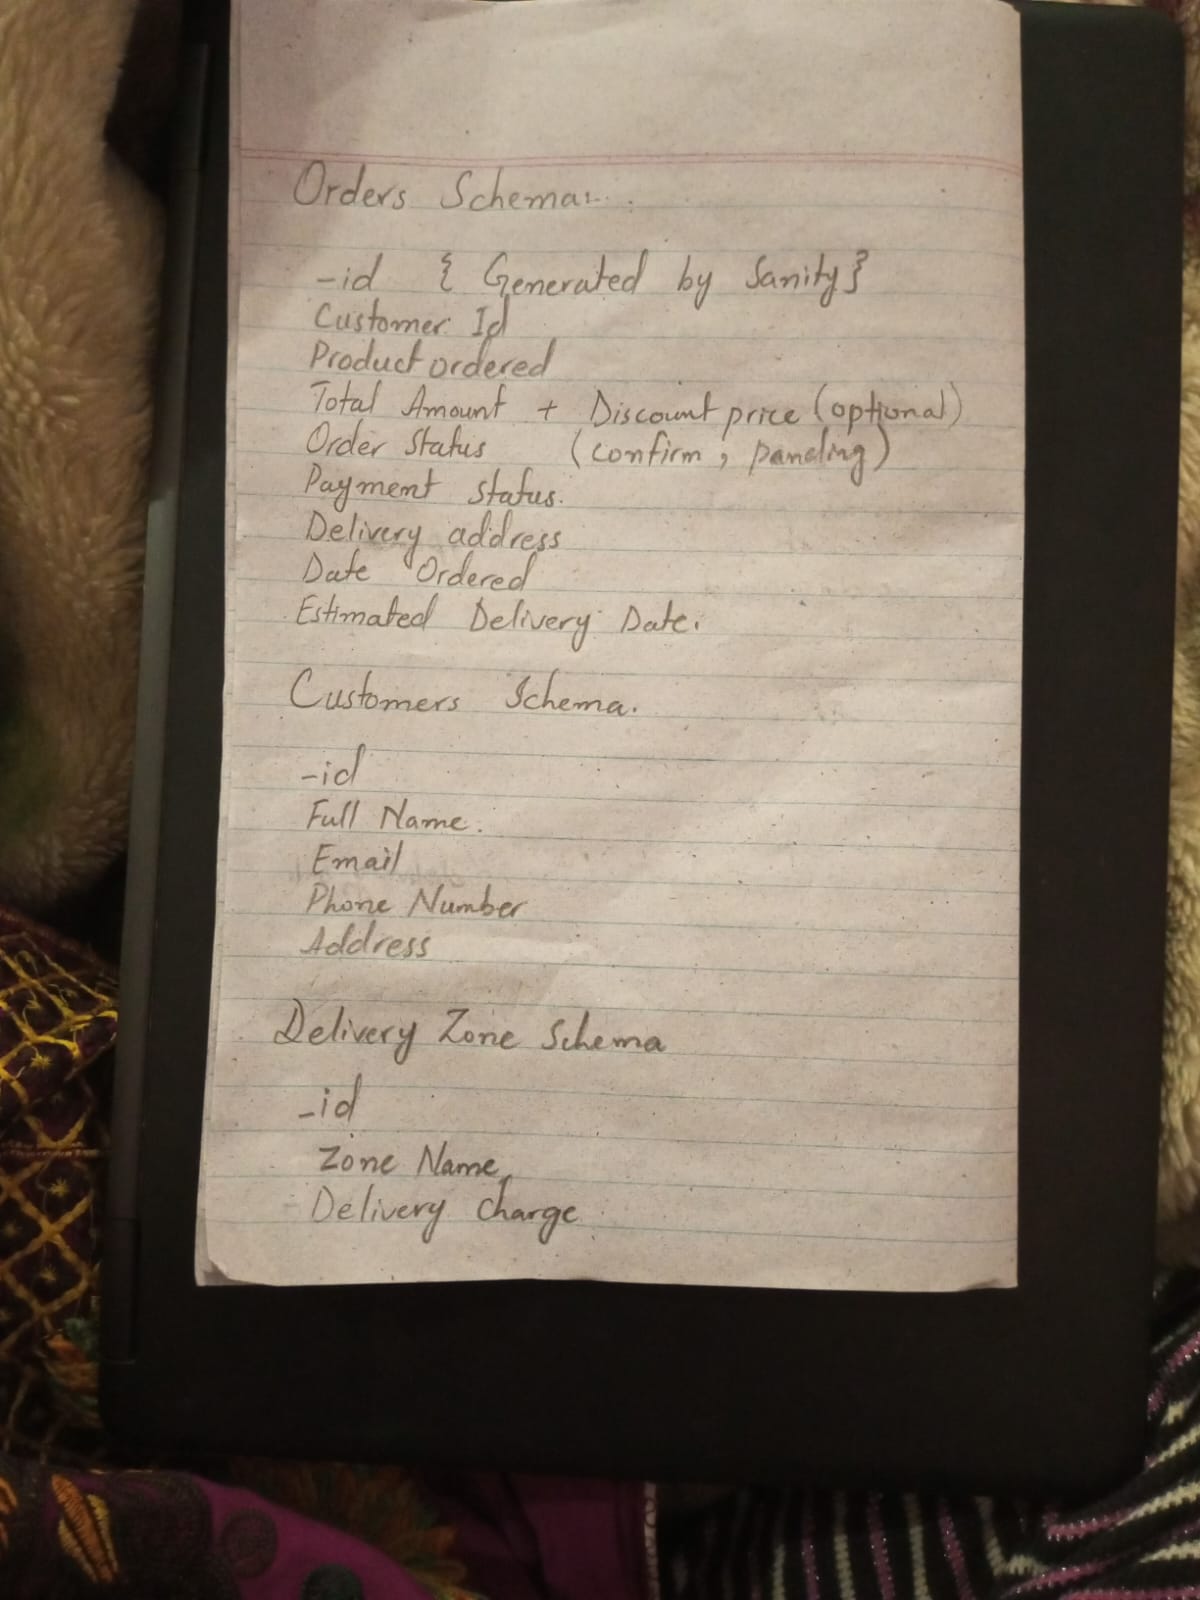 Orders Schema:-
-id { Generated by Sanity}
Customer Id
Product ordered
Total Amount + Discount price (optional)
Order Status (confirm, panding)
Payment status.
Delivery address
Date Ordered
Estimated Delivery Date.
Customers Schema.
-id
Full Name.
Email
Phone Number
Address
Delivery Zone Schema
-id
Zone Name
Delivery charge